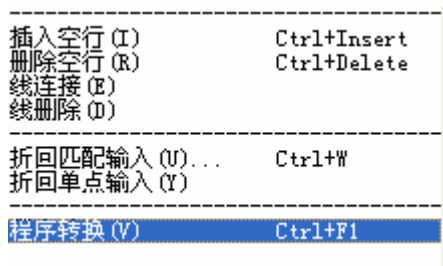 插入空行(I) Ctrl+Insert
删除空行(R) Ctrl+Delete
线连接(E)
线删除(D)
折回匹配输入(U)... Ctrl+W
折回单点输入(Y)
程序转换(V) Ctrl+F1